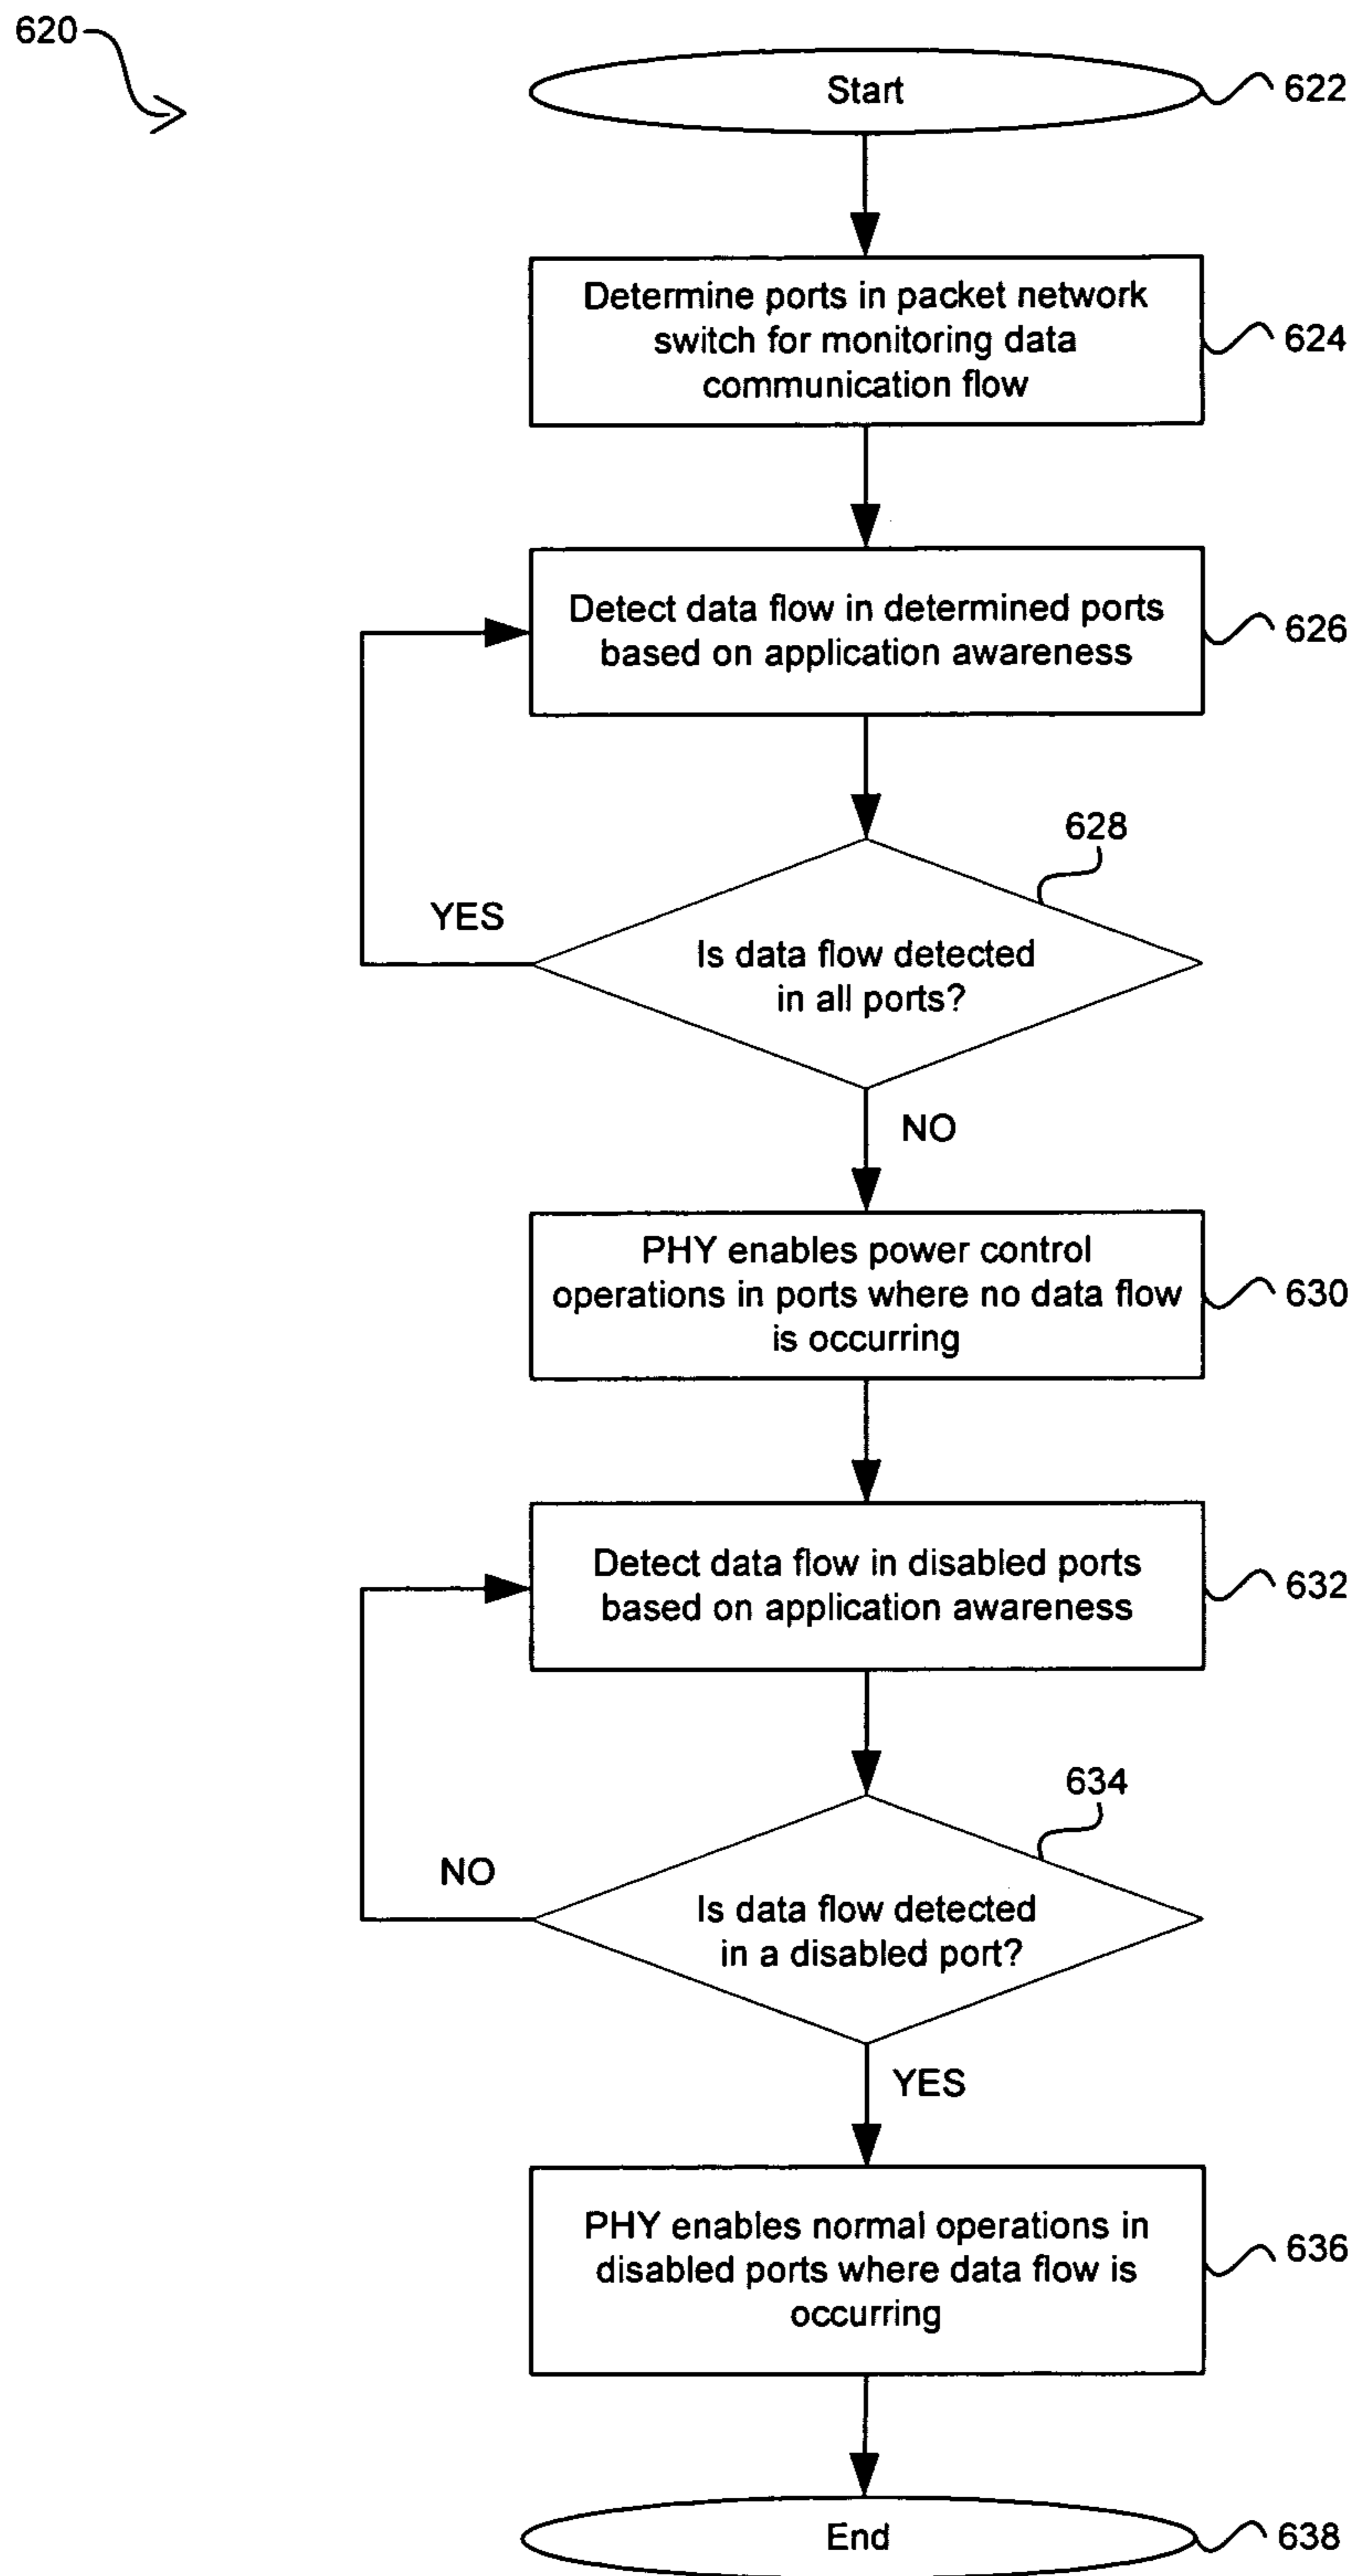 620
Start
622
Determine ports in packet network
switch for monitoring data
communication flow
624
Detect data flow in determined ports
based on application awareness
626
628
YES
Is data flow detected
in all ports?
NO
PHY enables power control
operations in ports where no data flow
is occurring
630
Detect data flow in disabled ports
based on application awareness
632
634
NO
Is data flow detected
in a disabled port?
YES
PHY enables normal operations in
disabled ports where data flow is
occurring
636
End
638